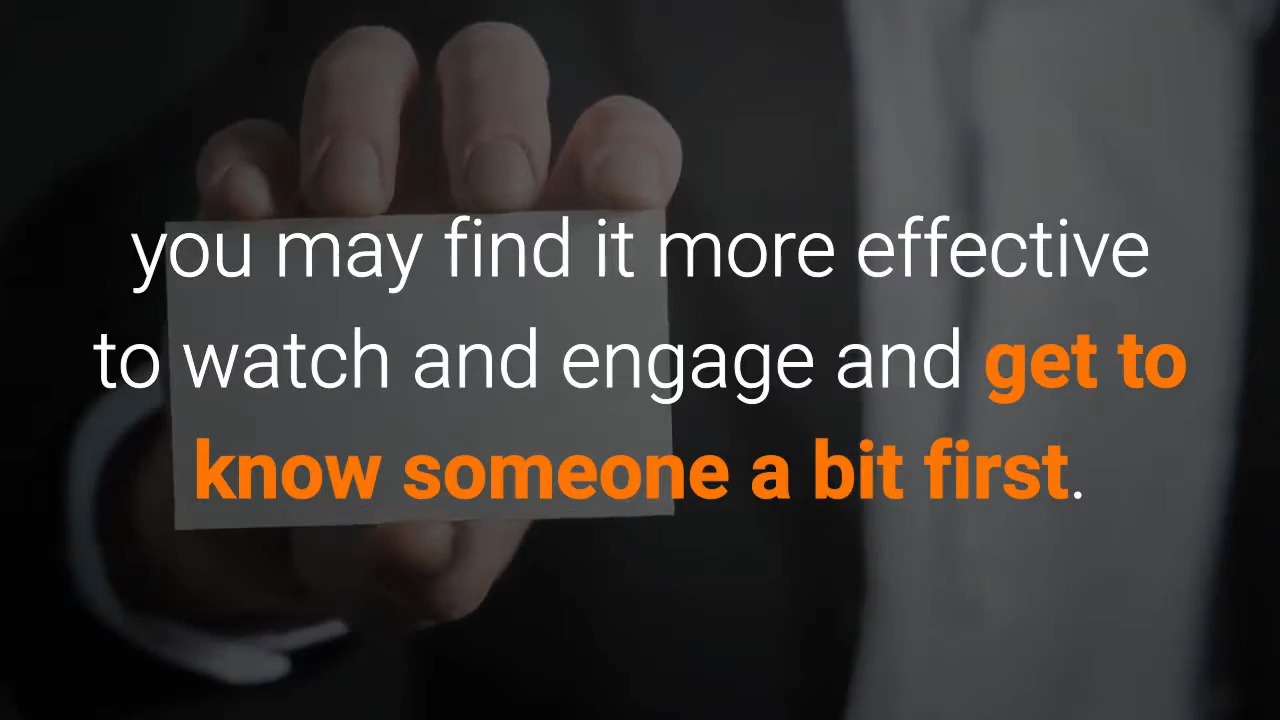 you may find it more effective
to watch and engage and get to
know someone a bit first.